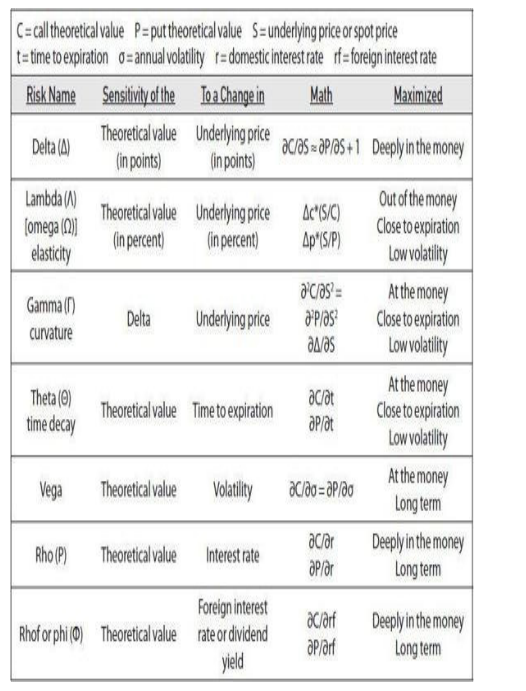 C = call theoretical value P = put theoretical value S = underlying price or spot price
t = time to expiration σ = annual volatility r = domestic interest rate rf = foreign interest rate
Risk Name Sensitivity of the To a Change in Math Maximized
Delta (Δ)
Theoretical value
(in points)
Underlying price
(in points)
∂C/∂S ≈ ∂P/∂S + 1
Deeply in the money
Lambda (Λ)
[omega (Ω)]
elasticity
Theoretical value
(in percent)
Underlying price
(in percent)
Δc*(S/C)
Δp*(S/P)
Out of the money
Close to expiration
Low volatility
Gamma (Γ)
curvature
Delta
Underlying price
∂²C/∂S² =
∂²P/∂S²
∂Δ/∂S
At the money
Close to expiration
Low volatility
Theta (Θ)
time decay
Theoretical value
Time to expiration
∂C/∂t
∂P/∂t
At the money
Close to expiration
Low volatility
Vega
Theoretical value
Volatility
∂C/∂σ = ∂P/∂σ
At the money
Long term
Rho (P)
Theoretical value
Interest rate
∂C/∂r
∂P/∂r
Deeply in the money
Long term
Rhof or phi (Φ)
Theoretical value
Foreign interest
rate or dividend
yield
∂C/∂rf
∂P/∂rf
Deeply in the money
Long term